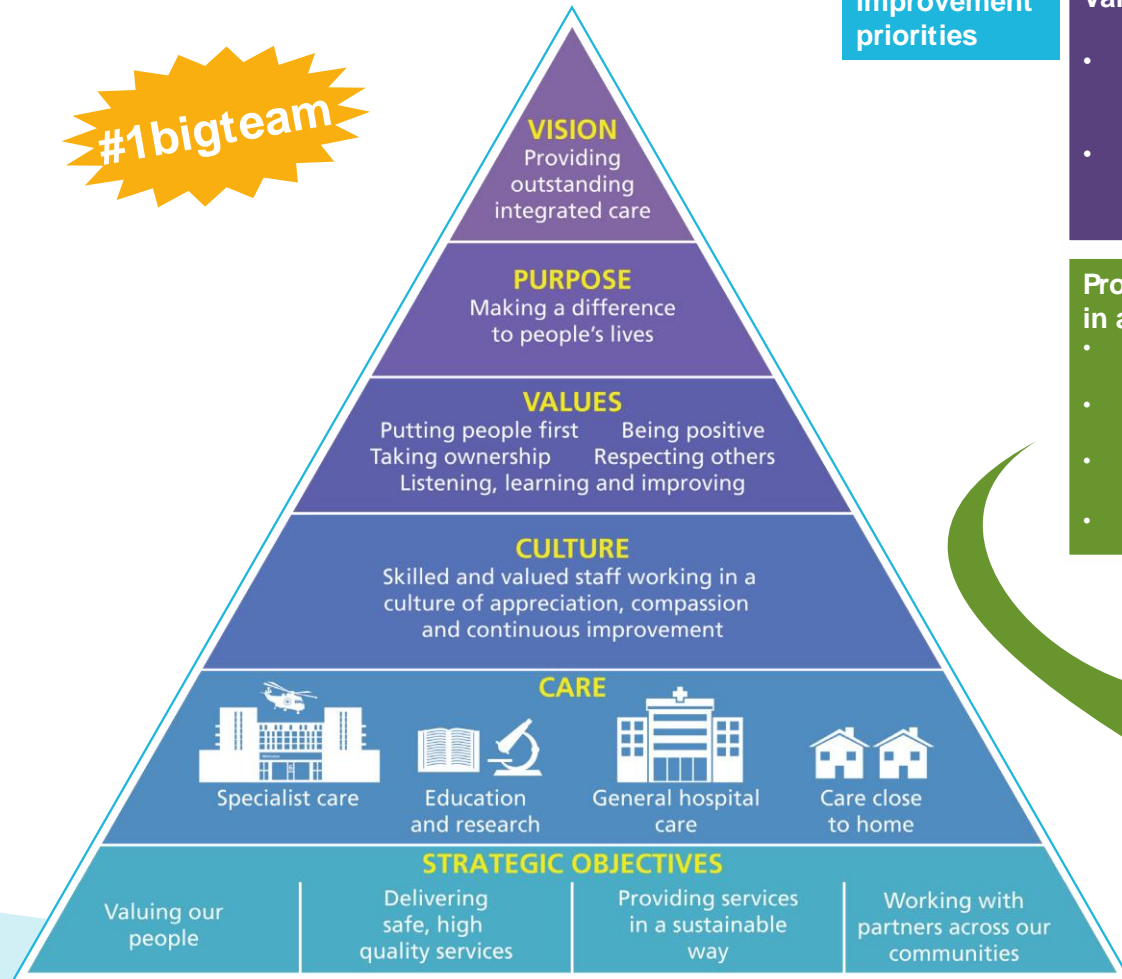 #1bigteam
improvement
priorities
VISION
Providing
outstanding
integrated care
PURPOSE
Making a difference
to people's lives
VALUES
Putting people first Being positive
Taking ownership Respecting others
Listening, learning and improving
CULTURE
Skilled and valued staff working in a
culture of appreciation, compassion
and continuous improvement
CARE
Specialist care
Education
and research
General hospital
care
Care close
to home
STRATEGIC OBJECTIVES
Valuing our
people
Delivering
safe, high
quality services
Providing services
in a sustainable
way
Working with
partners across our
communities